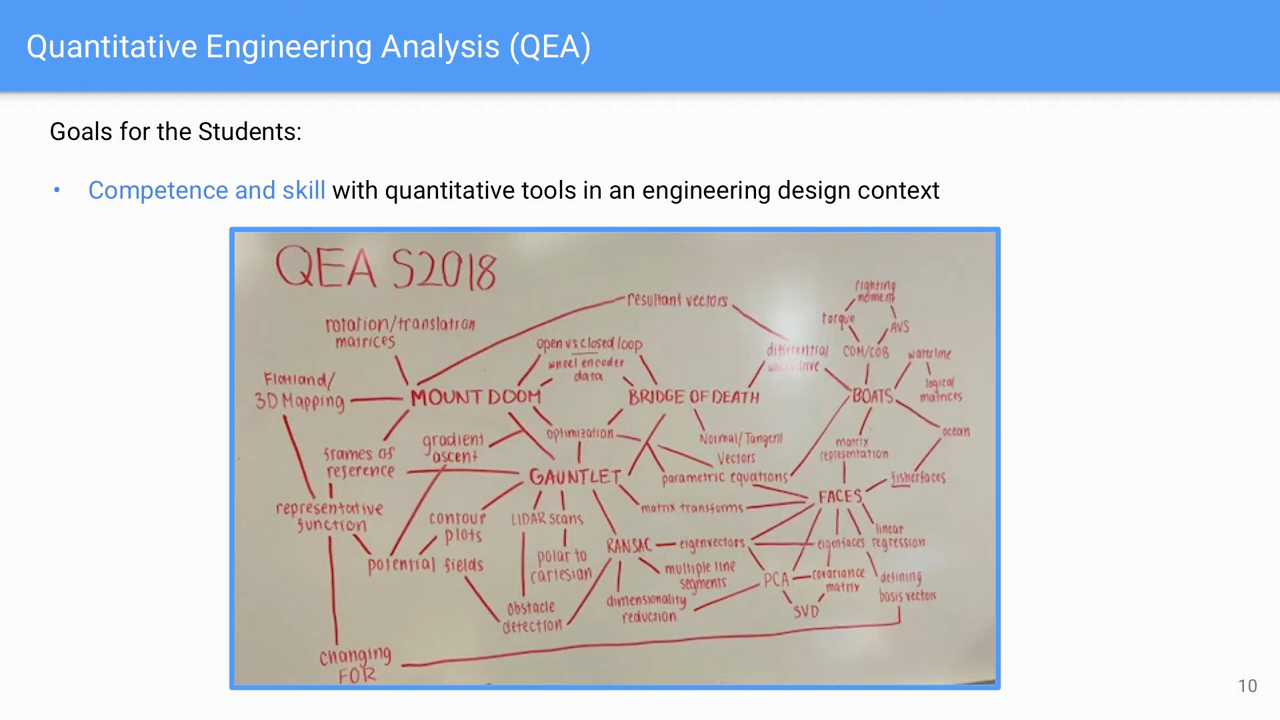 Quantitative Engineering Analysis (QEA)
Goals for the Students:
• Competence and skill with quantitative tools in an engineering design context
QEA S2018
righting
moment
resultant vectors
torque
AVS
rotation/translation
matrices
open vs closed loop
wheel encoder
data
differential
COM/COB
waterline
Flatland/
3D Mapping
MOUNT DOOM
BRIDGE OF DEATH
BOATS
logical
matrices
gradient
ascent
optimization
Normal/Tangent
Vectors
matrix
representation
ocean
frames of
reference
GAUNTLET
parametric equations
fisherfaces
FACES
representative
function
contour
plots
LIDAR scans
matrix transforms
linear
regression
RANSAC
eigenvectors
eigenfaces
potential fields
polar to
cartesian
multiple line
segments
PCA
covariance
matrix
defining
basis vectors
obstacle
detection
dimensionality
reduction
SVD
changing
FOR
10